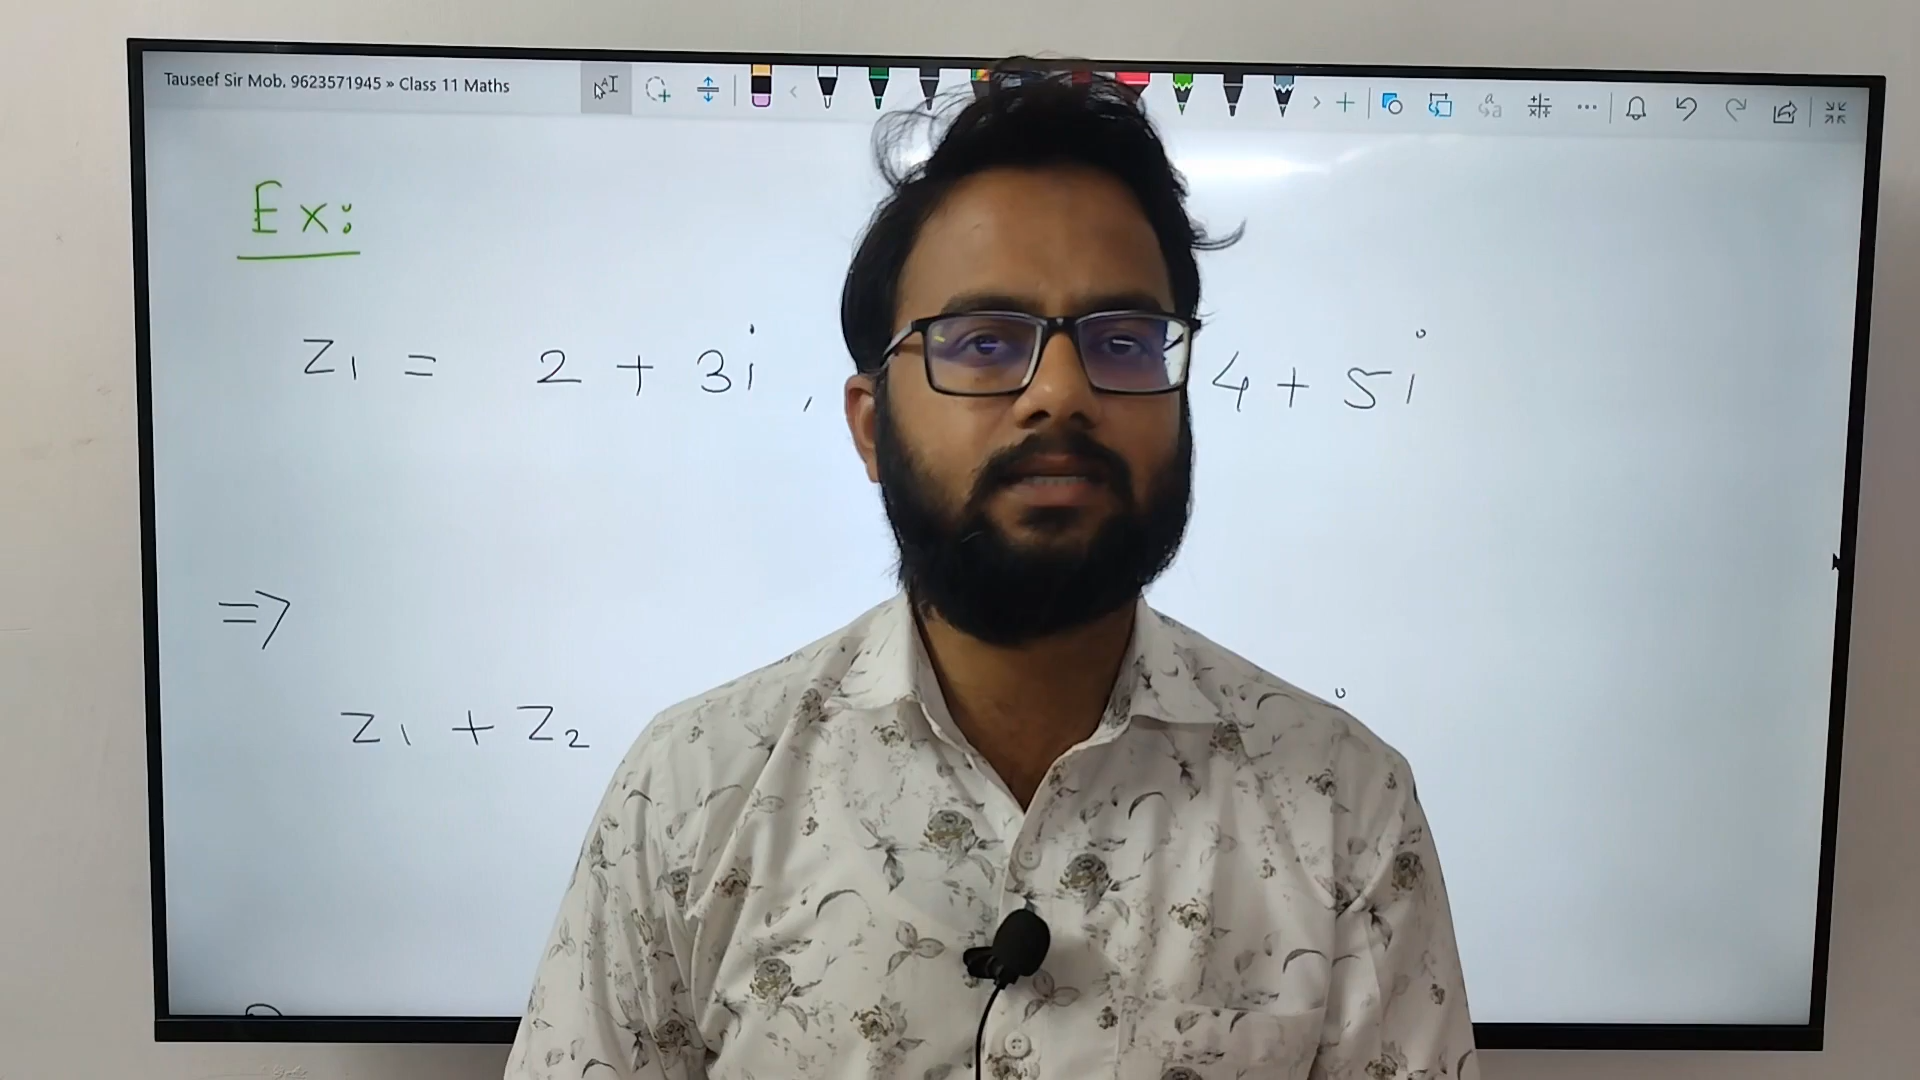 Tauseef Sir Mob. 9623571945 » Class 11 Maths
Ex:
z₁ = 2 + 3i , 4 + 5i
=>
z₁ + z₂